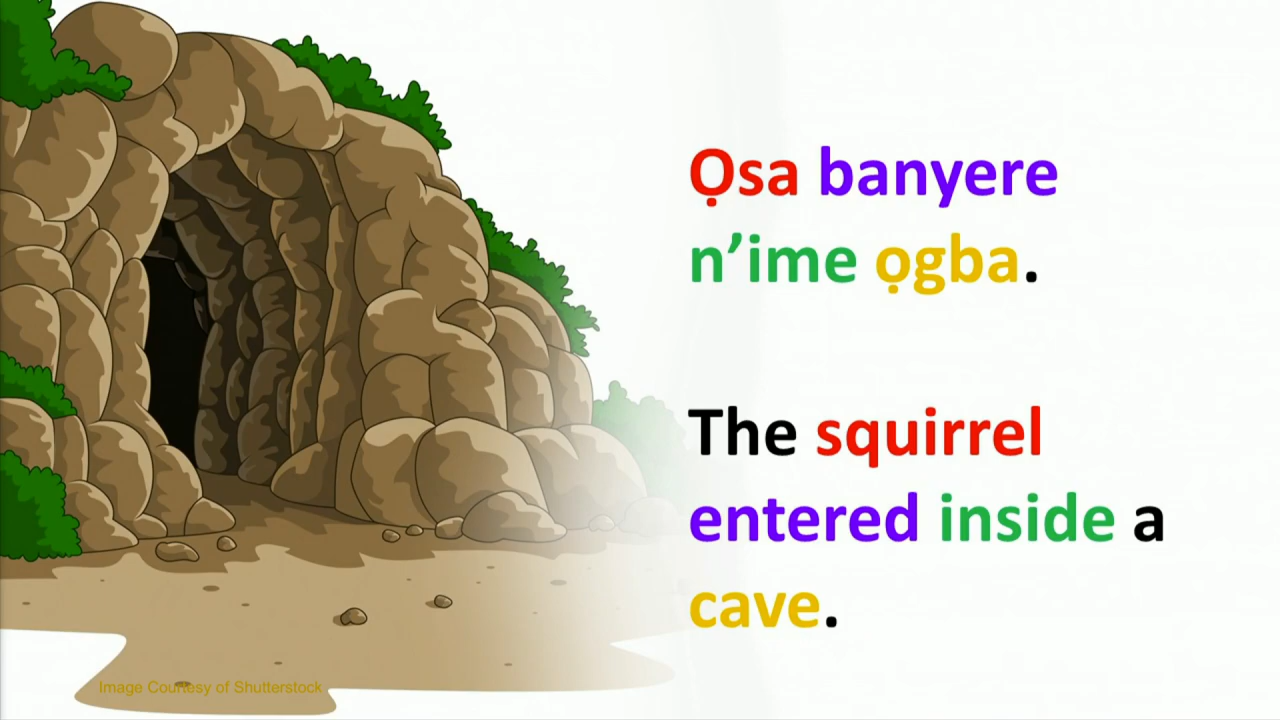 Ọsa banyere
n’ime ọgba.
The squirrel
entered inside a
cave.
Image Courtesy of Shutterstock